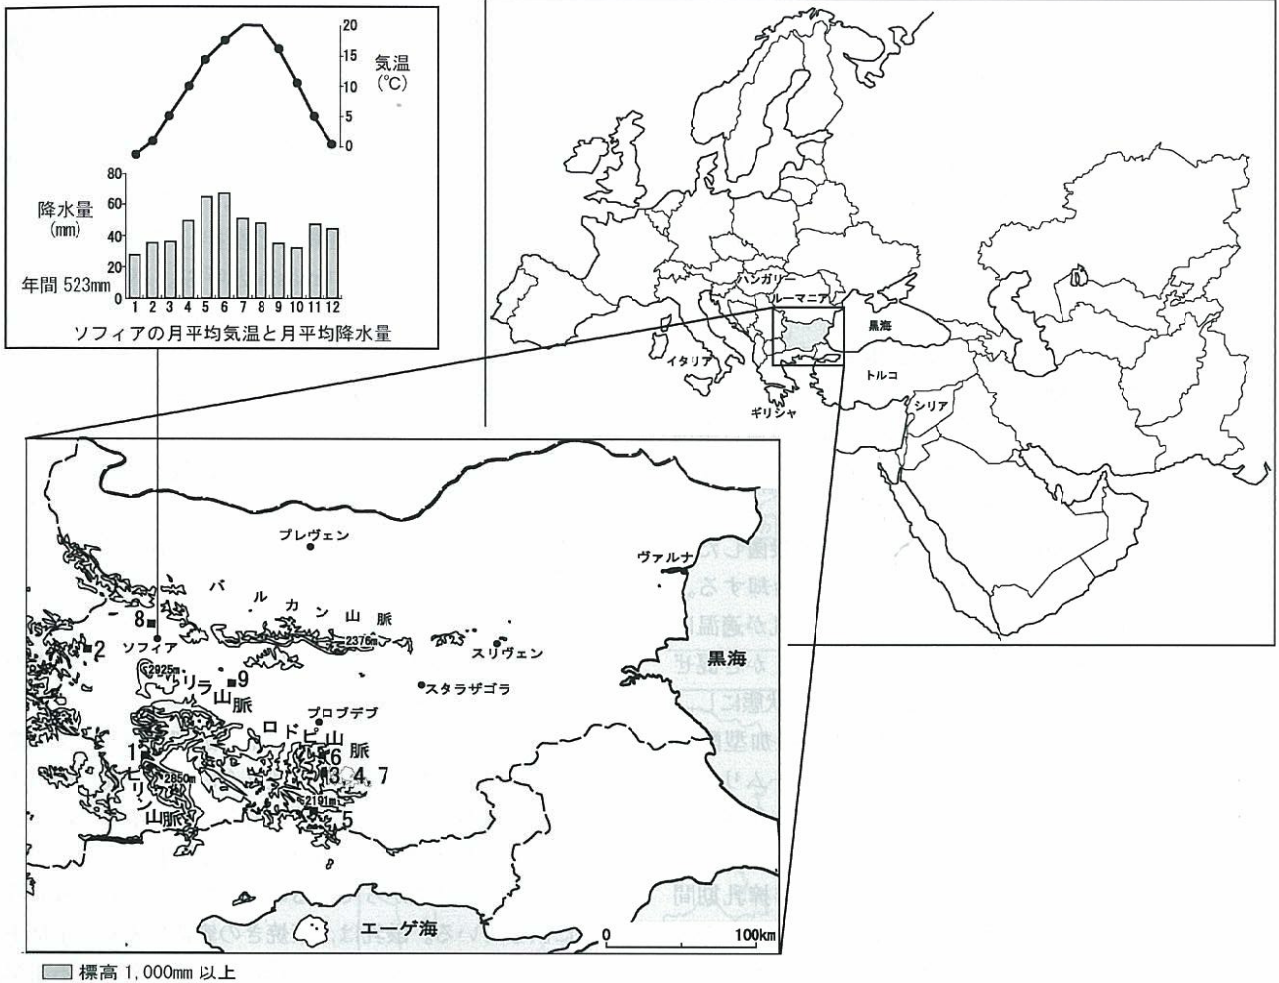 20
15
10
5
0
気温
(℃)
80
60
40
20
0
降水量
(mm)
年間 523mm
1 2 3 4 5 6 7 8 9 10 11 12
ソフィアの月平均気温と月平均降水量
ハンガリー
ルーマニア
黒海
イタリア
トルコ
ギリシャ
シリア
プレヴェン
ヴァルナ
バルカン山脈
8
ソフィア
2
2376m
スリヴェン
黒海
2925m
9
リラ山脈
スタラザゴラ
プロブデブ
ロドピ山脈
1
6
3 4, 7
2850m
ピリン山脈
2191m
5
エーゲ海
0 100km
標高 1,000mm 以上